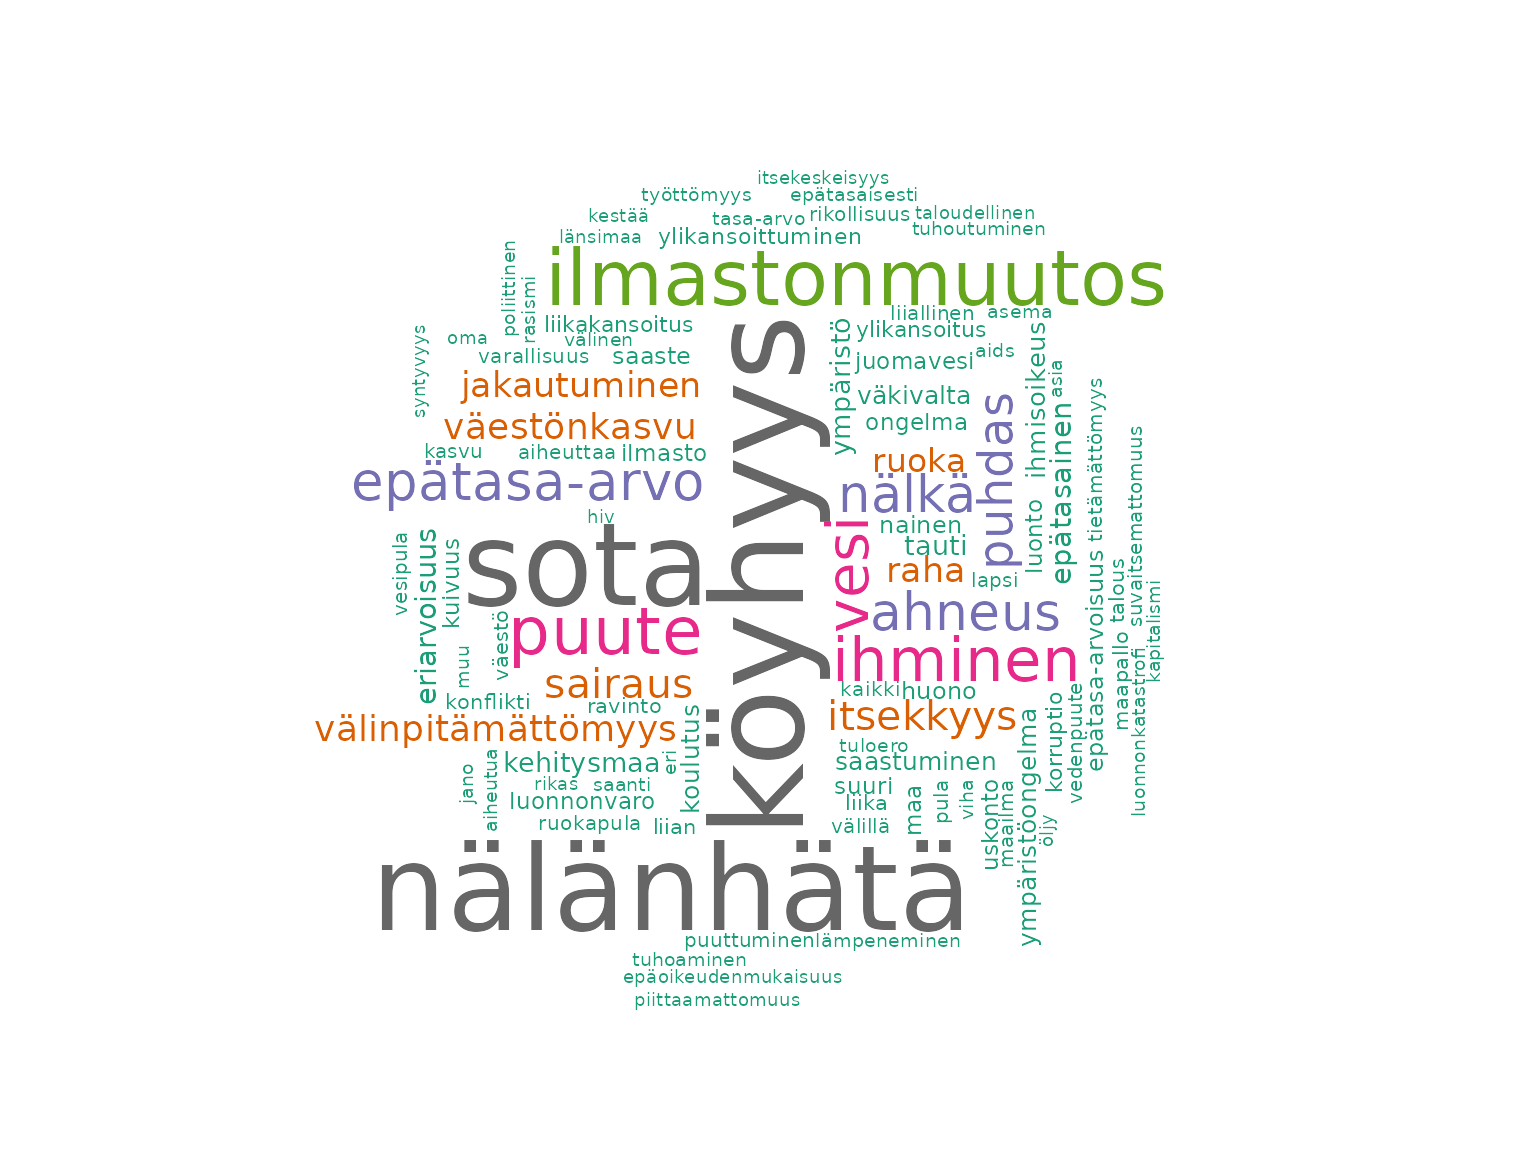 itsekeskeisyys
työttömyys
epätasaisesti
kestää
tasa-arvo
rikollisuus
taloudellinen
länsimaa
ylikansoittuminen
tuhoutuminen
ilmastonmuutos
poliittinen
rasismi
liikakansoitus
liiallinen
asema
oma
välinen
ylikansoitus
varallisuus
saaste
juomavesi
aids
syntyvyys
jakautuminen
köyhyys
ympäristö
väkivalta
ihmisoikeus
asia
väestönkasvu
ongelma
puhdas
epätasainen
tietämättömyys
kasvu
aiheuttaa
ilmasto
ruoka
suvaitsemattomuus
epätasa-arvo
nälkä
hiv
nainen
luonto
sota
vesi
tauti
vesipula
eriarvoisuus
kuivuus
raha
lapsi
epätasa-arvoisuus
talous
kapitalismi
puute
väestö
ahneus
muu
ihminen
maapallo
luonnonkatastrofi
sairaus
kaikki
huono
konflikti
ravinto
välinpitämättömyys
itsekkyys
koulutus
korruptio
vedenpuute
ympäristöongelma
tuloero
kehitysmaa
eri
saastuminen
jano
aiheutua
rikas
saanti
suuri
luonnonvaro
liika
maa
pula
viha
uskonto
maailma
öljy
ruokapula
liian
välillä
nälänhätä
puuttuminen
lämpeneminen
tuhoaminen
epäoikeudenmukaisuus
piittaamattomuus